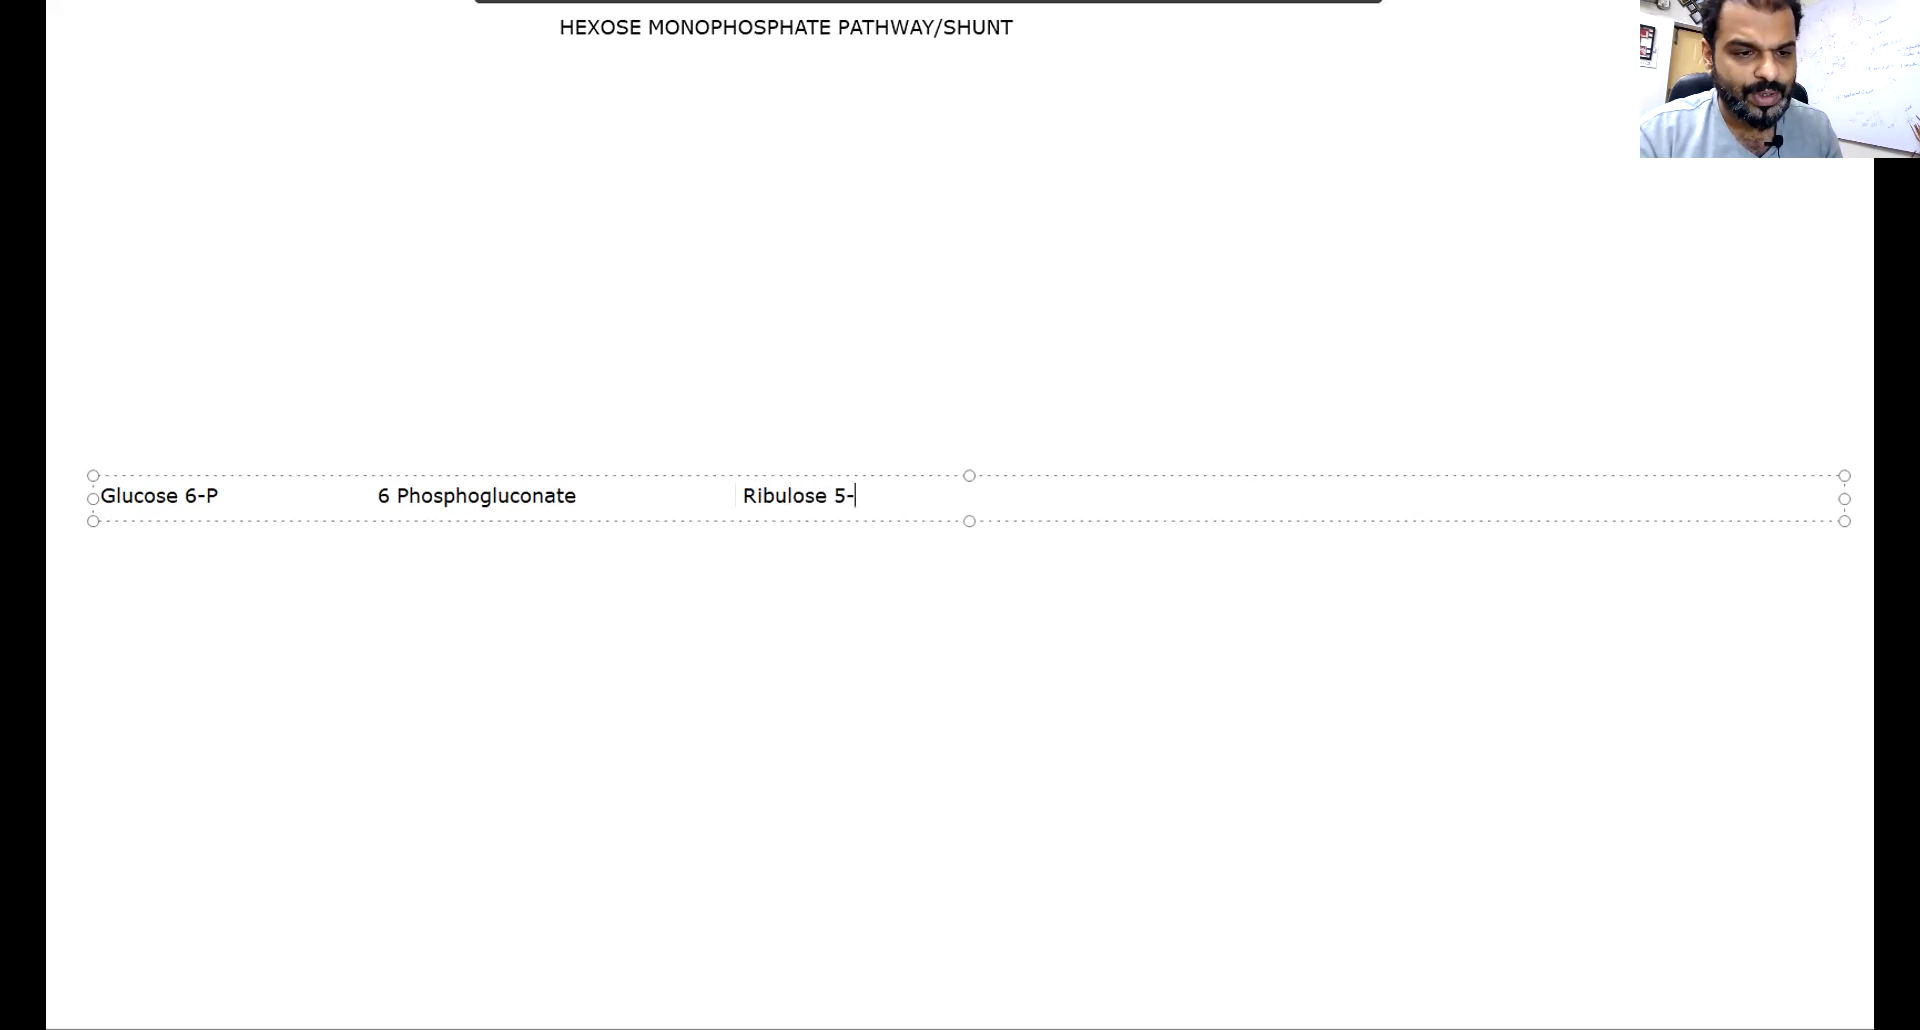 HEXOSE MONOPHOSPHATE PATHWAY/SHUNT
Glucose 6-P 6 Phosphogluconate Ribulose 5-